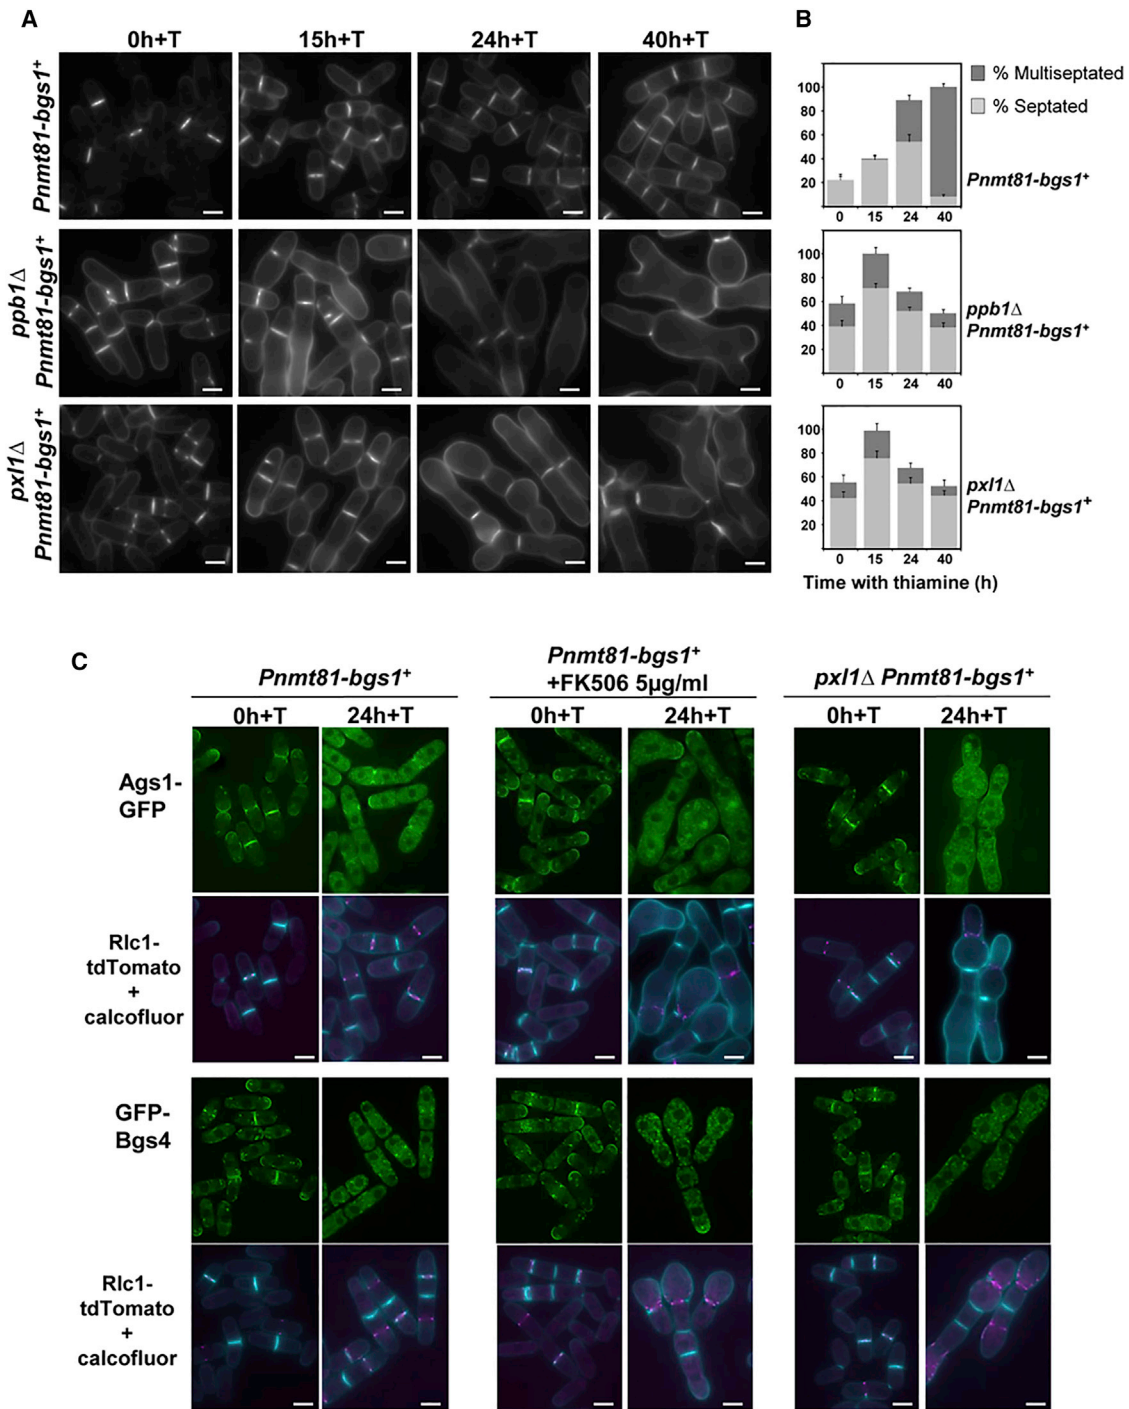 A
0h+T 15h+T 24h+T 40h+T
Pnmt81-bgs1⁺
ppb1Δ
Pnmt81-bgs1⁺
pxl1Δ
Pnmt81-bgs1⁺
B
% Multiseptated
% Septated
100
80
60
40
20
0 15 24 40
Pnmt81-bgs1⁺
100
80
60
40
20
0 15 24 40
ppb1Δ
Pnmt81-bgs1⁺
100
80
60
40
20
0 15 24 40
pxl1Δ
Pnmt81-bgs1⁺
Time with thiamine (h)
C
Pnmt81-bgs1⁺
Pnmt81-bgs1⁺
+FK506 5µg/ml
pxl1Δ Pnmt81-bgs1⁺
0h+T 24h+T 0h+T 24h+T 0h+T 24h+T
Ags1-
GFP
Rlc1-
tdTomato
+
calcofluor
GFP-
Bgs4
Rlc1-
tdTomato
+
calcofluor